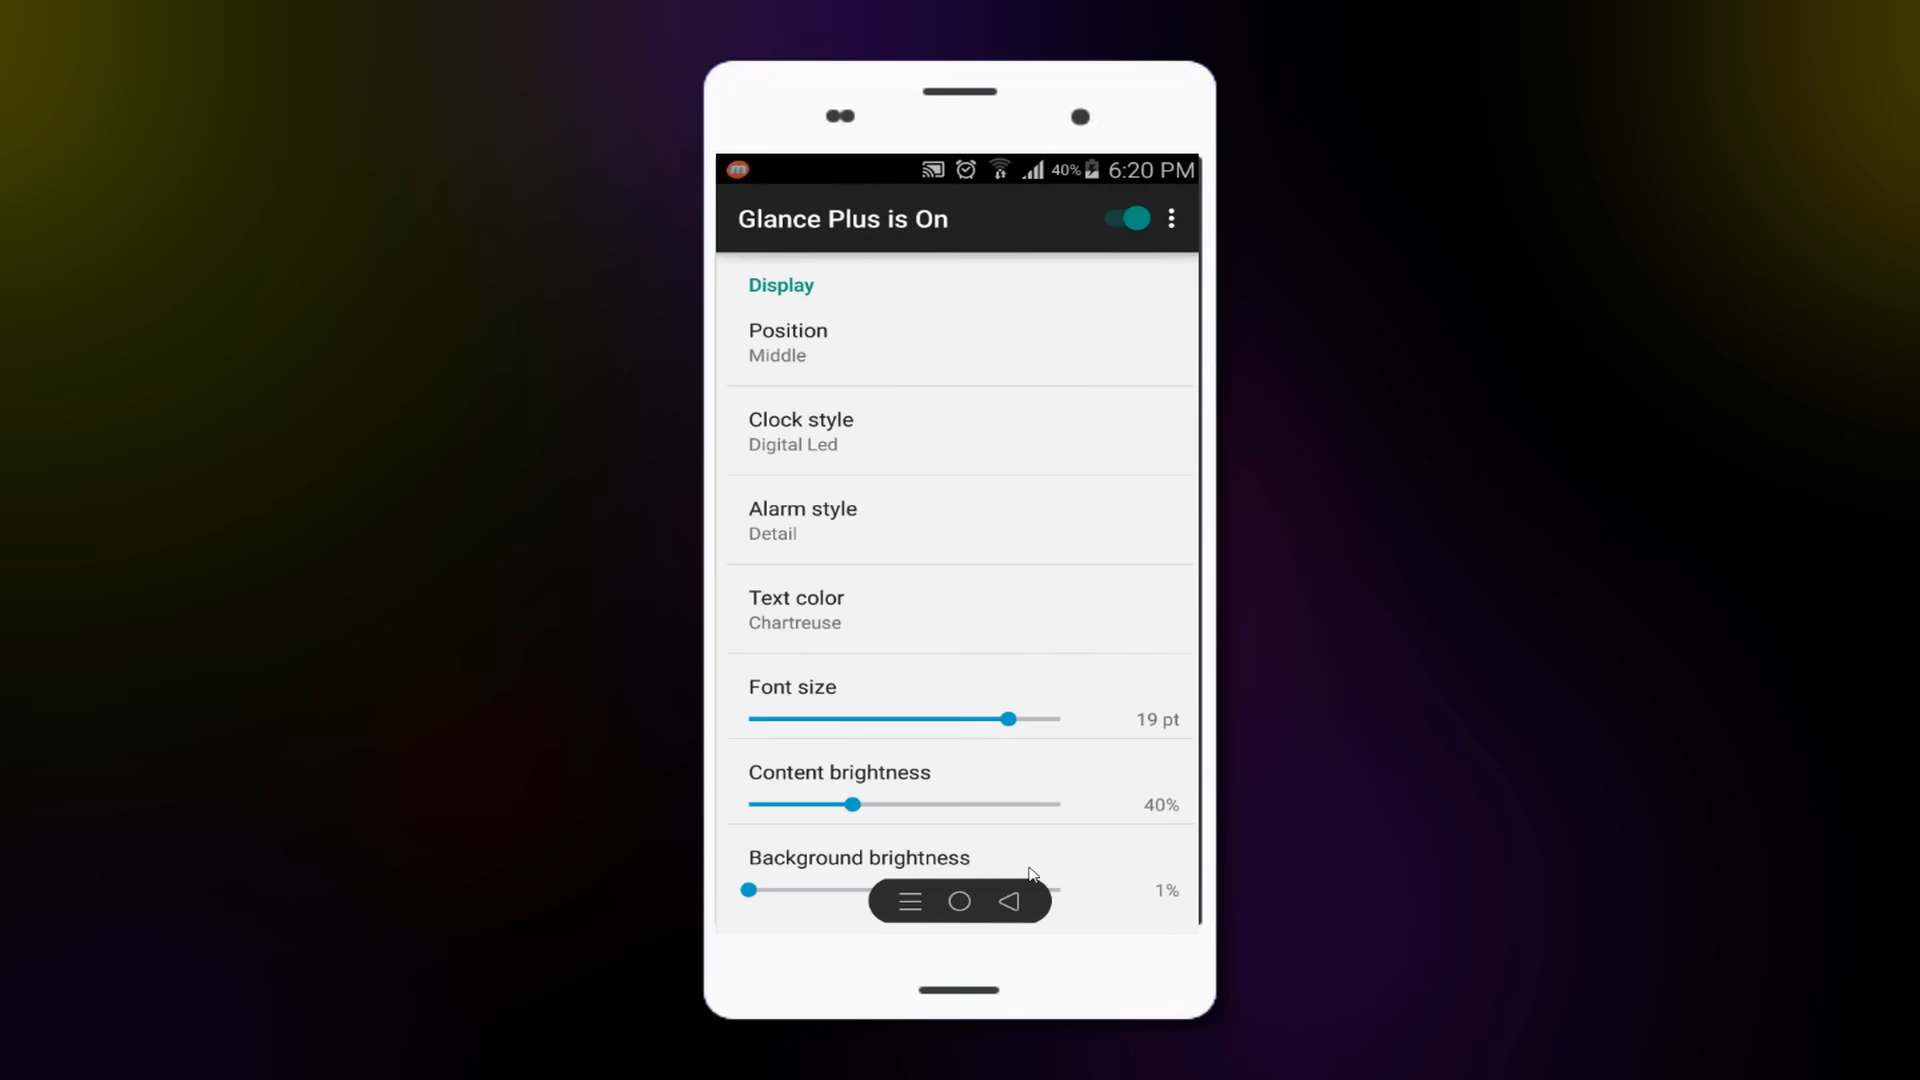 m 40% 6:20 PM
Glance Plus is On
Display
Position
Middle
Clock style
Digital Led
Alarm style
Detail
Text color
Chartreuse
Font size
19 pt
Content brightness
40%
Background brightness
1%